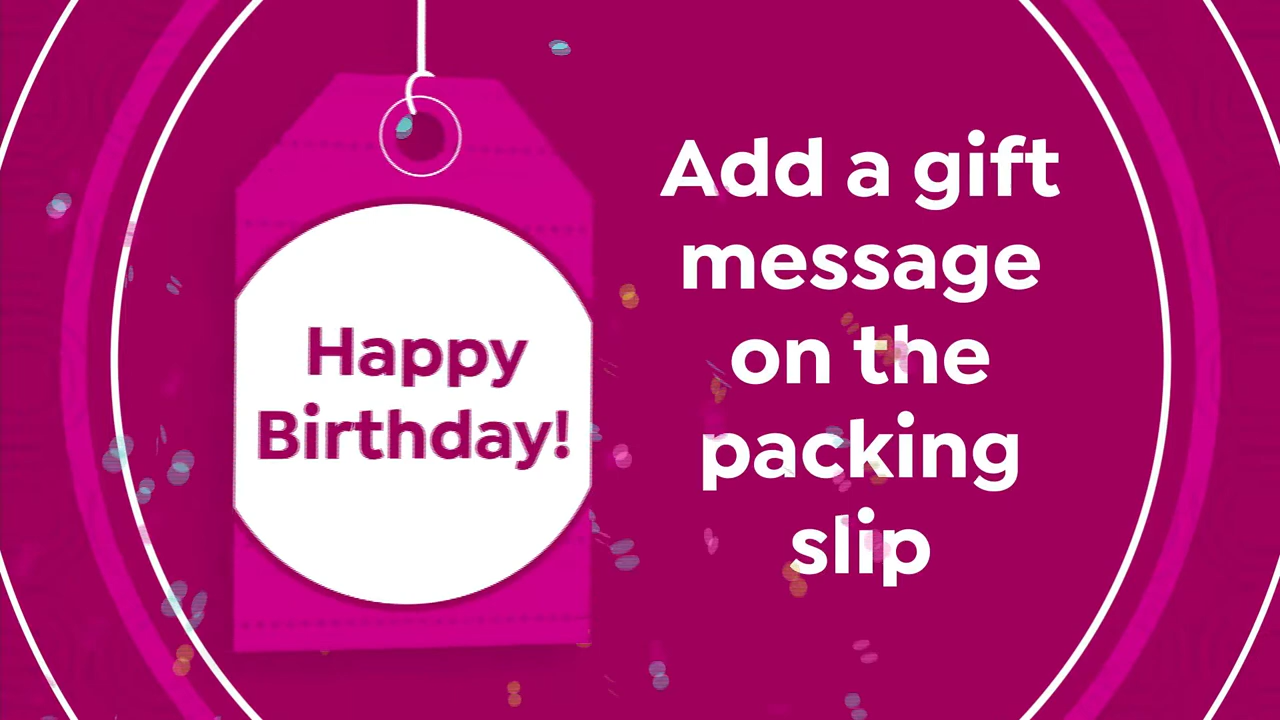 Happy
Birthday!
Add a gift
message
on the
packing
slip